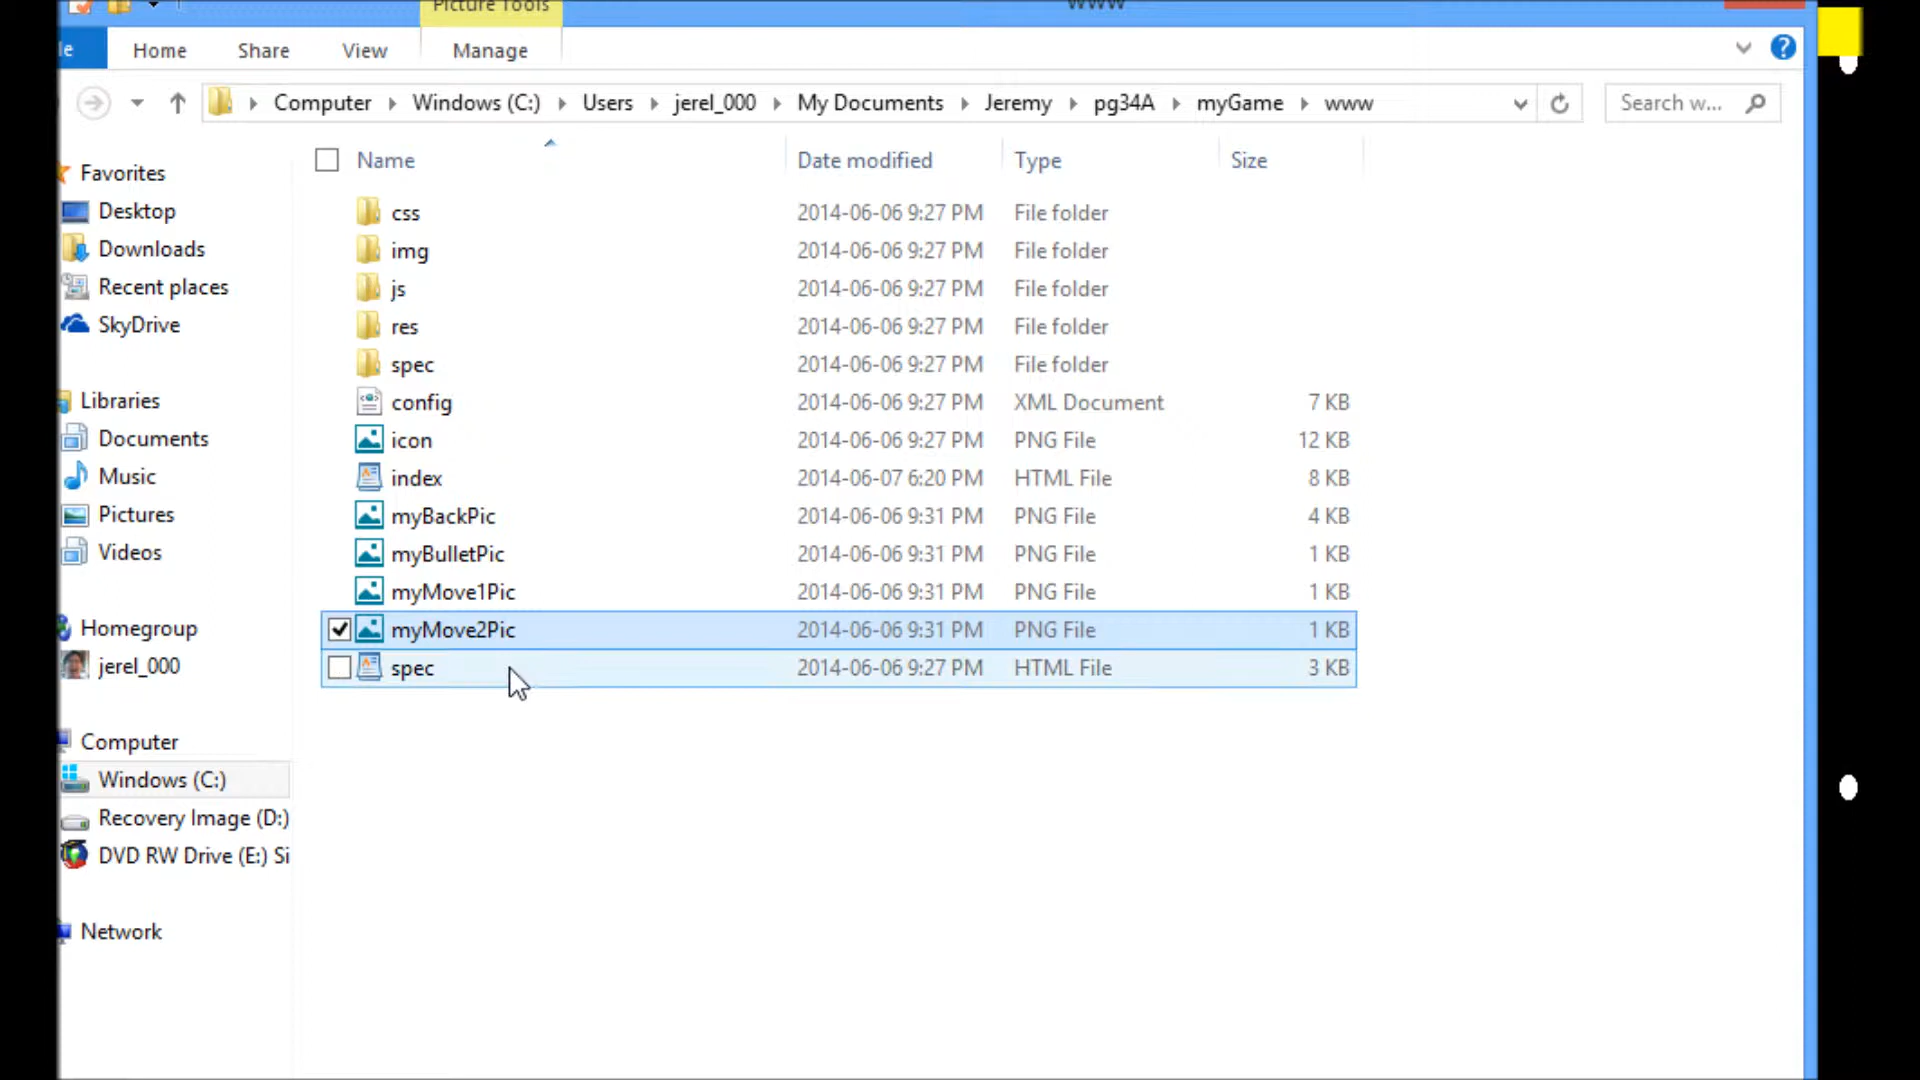 Picture Tools
www
Home Share View Manage
Computer Windows (C:) Users jerel_000 My Documents Jeremy pg34A myGame www Search w...
Name Date modified Type Size
Favorites
Desktop
Downloads
Recent places
SkyDrive
Libraries
Documents
Music
Pictures
Videos
Homegroup
jerel_000
Computer
Windows (C:)
Recovery Image (D:)
DVD RW Drive (E:) Si
Network
css 2014-06-06 9:27 PM File folder
img 2014-06-06 9:27 PM File folder
js 2014-06-06 9:27 PM File folder
res 2014-06-06 9:27 PM File folder
spec 2014-06-06 9:27 PM File folder
config 2014-06-06 9:27 PM XML Document 7 KB
icon 2014-06-06 9:27 PM PNG File 12 KB
index 2014-06-07 6:20 PM HTML File 8 KB
myBackPic 2014-06-06 9:31 PM PNG File 4 KB
myBulletPic 2014-06-06 9:31 PM PNG File 1 KB
myMove1Pic 2014-06-06 9:31 PM PNG File 1 KB
myMove2Pic 2014-06-06 9:31 PM PNG File 1 KB
spec 2014-06-06 9:27 PM HTML File 3 KB